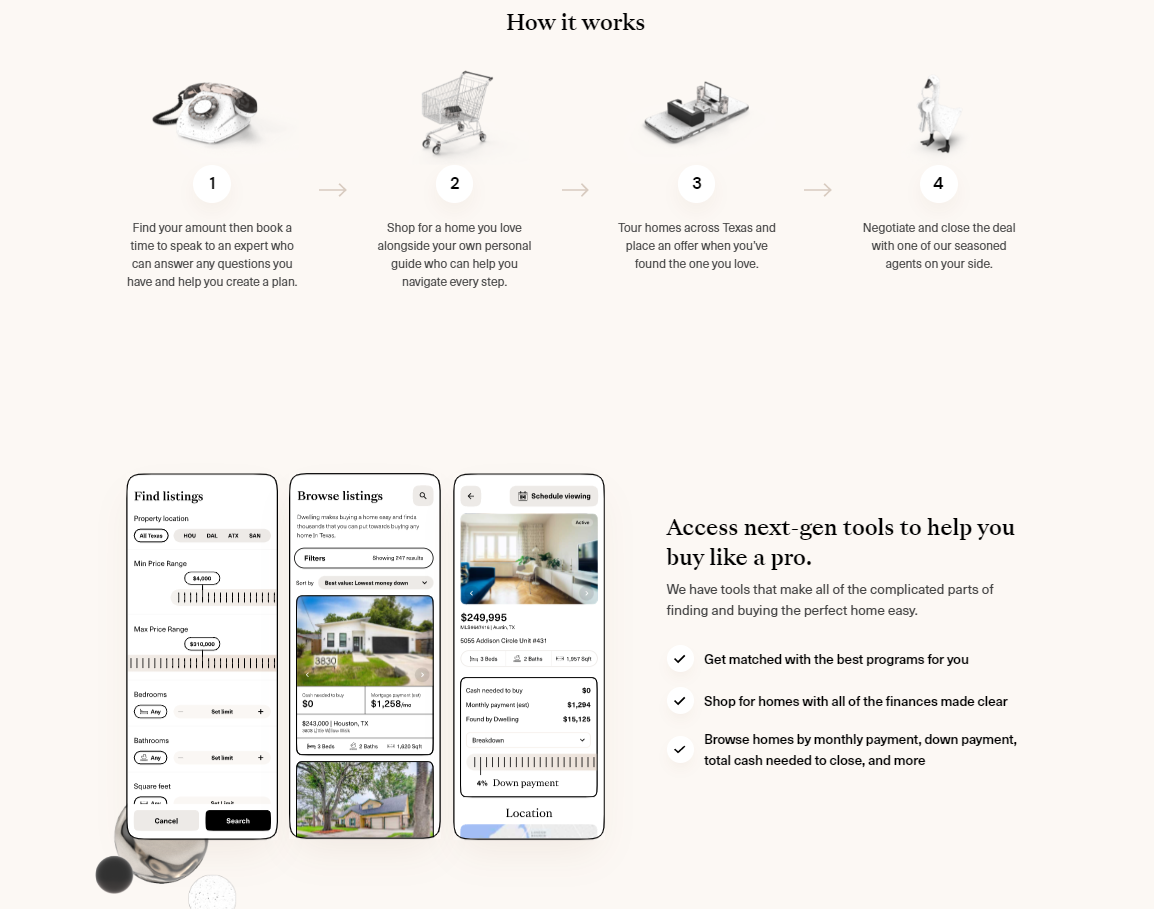 How it works
1
2
3
4
Find your amount then book a
time to speak to an expert who
can answer any questions you
have and help you create a plan.
Shop for a home you love
alongside your own personal
guide who can help you
navigate every step.
Tour homes across Texas and
place an offer when you've
found the one you love.
Negotiate and close the deal
with one of our seasoned
agents on your side.
Find listings
Property location
All Texas HOU DAL ATX SAN
Min Price Range
$4,000
Max Price Range
$310,000
Bedrooms
Any Set limit +
Bathrooms
Any Set limit +
Square feet
Any Set Limit
Cancel Search
Browse listings
Dwelling makes buying a home easy and finds
thousands that you can put towards buying any
home in Texas.
Filters Showing 247 results
Sort by Best value: Lowest money down
3830
Cash needed to buy Mortgage payment (est)
$0 $1,258/mo
$243,000 | Houston, TX
3 Beds 2 Baths 1,620 Sqft
Schedule viewing
Active
$249,995
Austin, TX
5055 Addison Circle Unit #431
3 Beds 2 Baths 1,957 Sqft
Cash needed to buy $0
Monthly payment (est) $1,294
Found by Dwelling $15,125
Breakdown
4% Down payment
Location
Access next-gen tools to help you
buy like a pro.
We have tools that make all of the complicated parts of
finding and buying the perfect home easy.
Get matched with the best programs for you
Shop for homes with all of the finances made clear
Browse homes by monthly payment, down payment,
total cash needed to close, and more